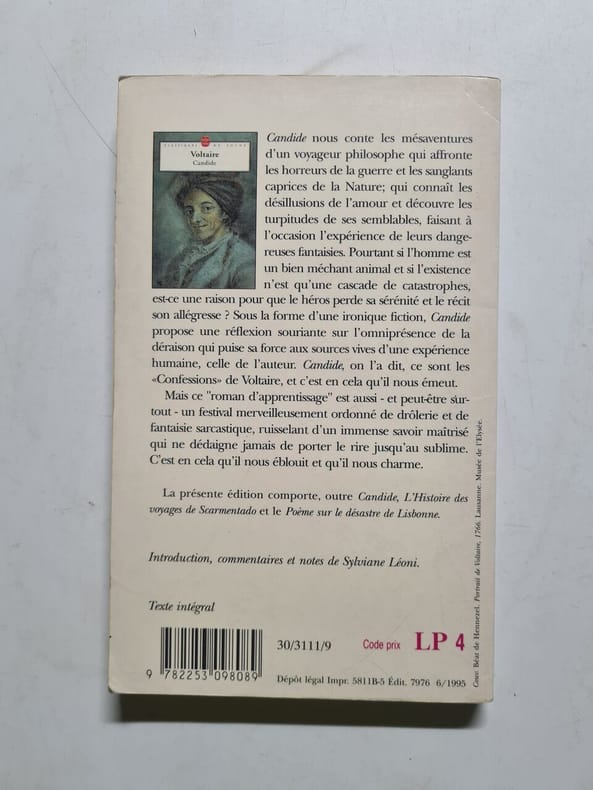 CLASSIQUES DE POCHE
Voltaire
Candide
Candide nous conte les mésaventures
d'un voyageur philosophe qui affronte
les horreurs de la guerre et les sanglants
caprices de la Nature; qui connaît les
désillusions de l'amour et découvre les
turpitudes de ses semblables, faisant à
l'occasion l'expérience de leurs dange-
reuses fantaisies. Pourtant si l'homme est
un bien méchant animal et si l'existence
n'est qu'une cascade de catastrophes,
est-ce une raison pour que le héros perde sa sérénité et le récit
son allégresse ? Sous la forme d'une ironique fiction, Candide
propose une réflexion souriante sur l'omniprésence de la
déraison qui puise sa force aux sources vives d'une expérience
humaine, celle de l'auteur. Candide, on l'a dit, ce sont les
«Confessions» de Voltaire, et c'est en cela qu'il nous émeut.
Mais ce "roman d'apprentissage" est aussi - et peut-être sur-
tout - un festival merveilleusement ordonné de drôlerie et de
fantaisie sarcastique, ruisselant d'un immense savoir maîtrisé
qui ne dédaigne jamais de porter le rire jusqu'au sublime.
C'est en cela qu'il nous éblouit et qu'il nous charme.
La présente édition comporte, outre Candide, L'Histoire des
voyages de Scarmentado et le Poème sur le désastre de Lisbonne.
Introduction, commentaires et notes de Sylviane Léoni.
Texte intégral
30/3111/9
Code prix LP 4
9 782253 098089
Dépôt légal Impr. 5811B-5 Édit. 7976 6/1995
Couv. Béat de Hennezel. Portrait de Voltaire, 1766. Lausanne. Musée de l'Elysée.